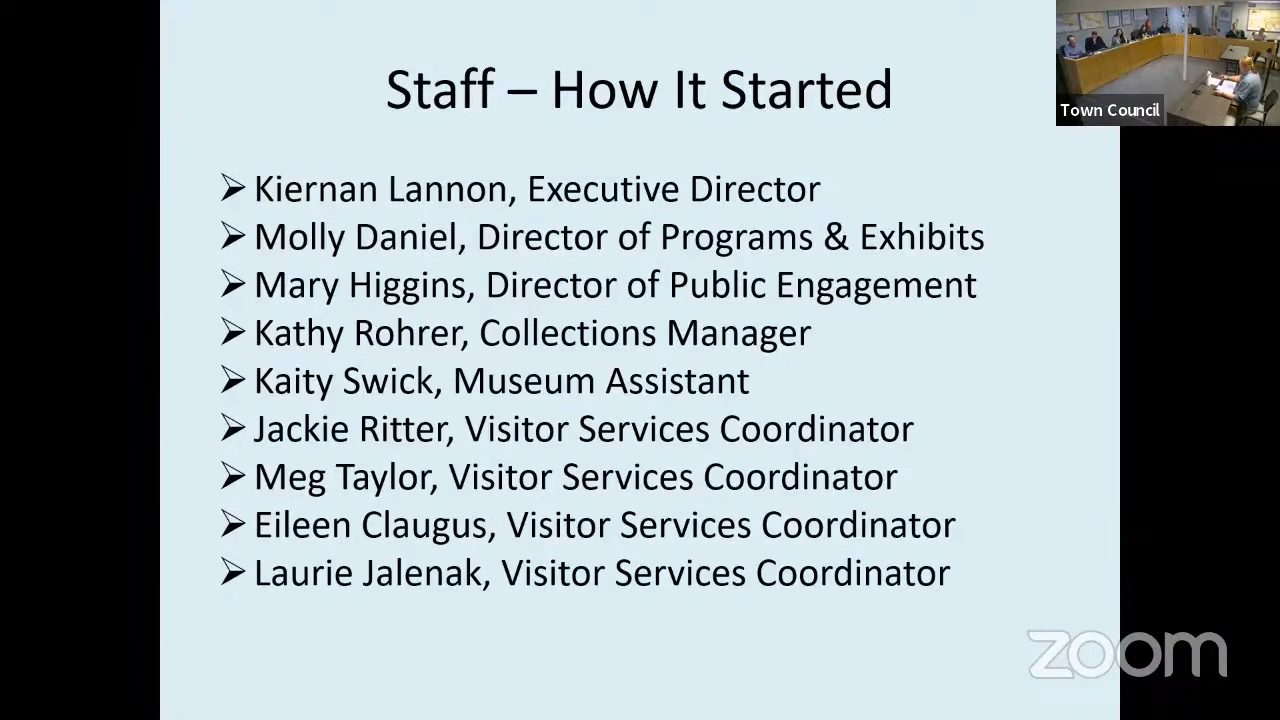 Staff – How It Started
Town Council
➢ Kiernan Lannon, Executive Director
➢ Molly Daniel, Director of Programs & Exhibits
➢ Mary Higgins, Director of Public Engagement
➢ Kathy Rohrer, Collections Manager
➢ Kaity Swick, Museum Assistant
➢ Jackie Ritter, Visitor Services Coordinator
➢ Meg Taylor, Visitor Services Coordinator
➢ Eileen Claugus, Visitor Services Coordinator
➢ Laurie Jalenak, Visitor Services Coordinator
zoom